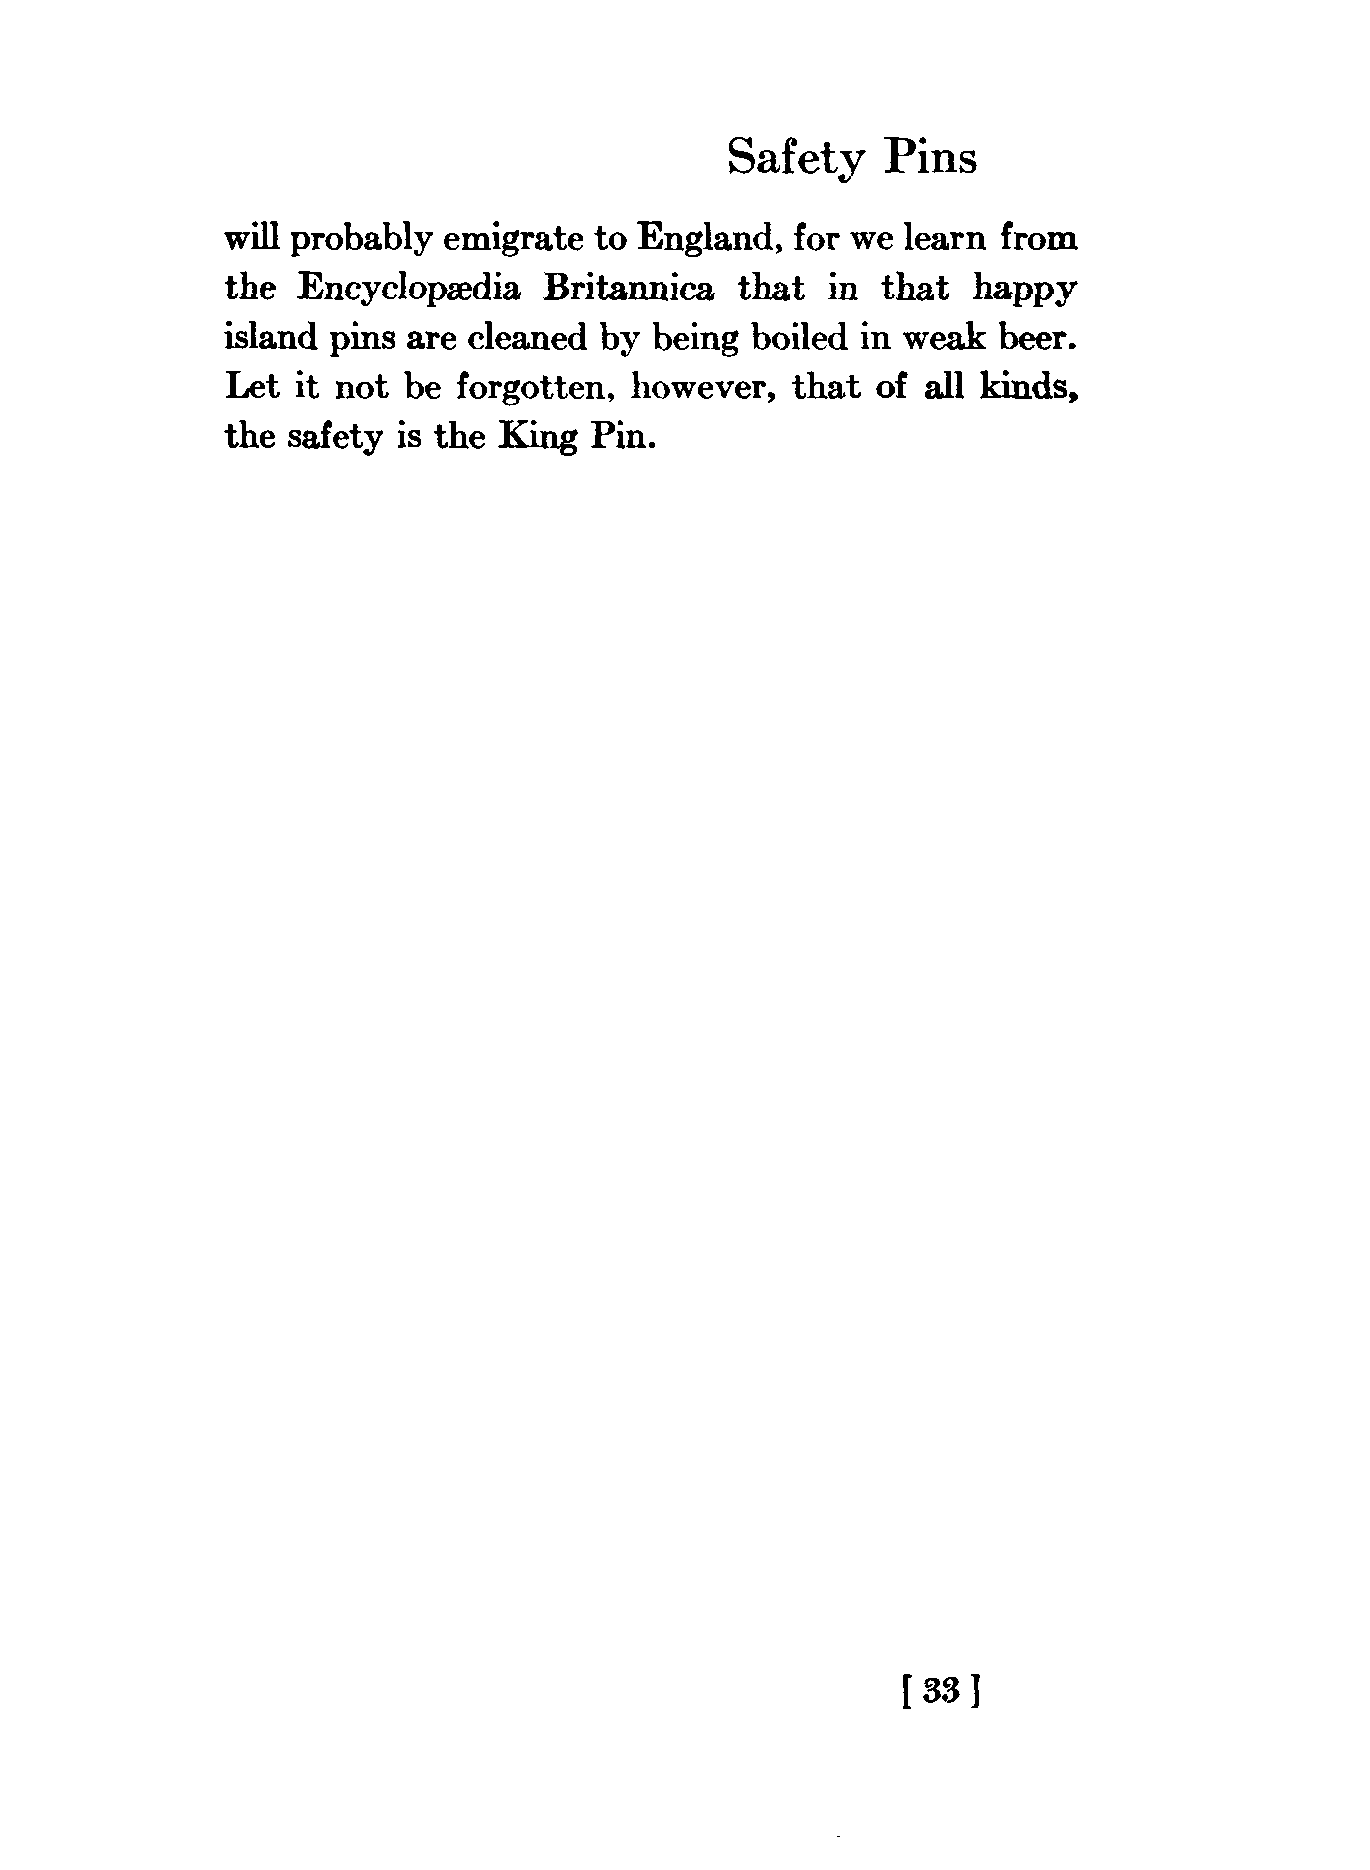 Safety Pins
will probably emigrate to England, for we learn from
the Encyclopædia Britannica that in that happy
island pins are cleaned by being boiled in weak beer.
Let it not be forgotten, however, that of all kinds,
the safety is the King Pin.
[ 33 ]